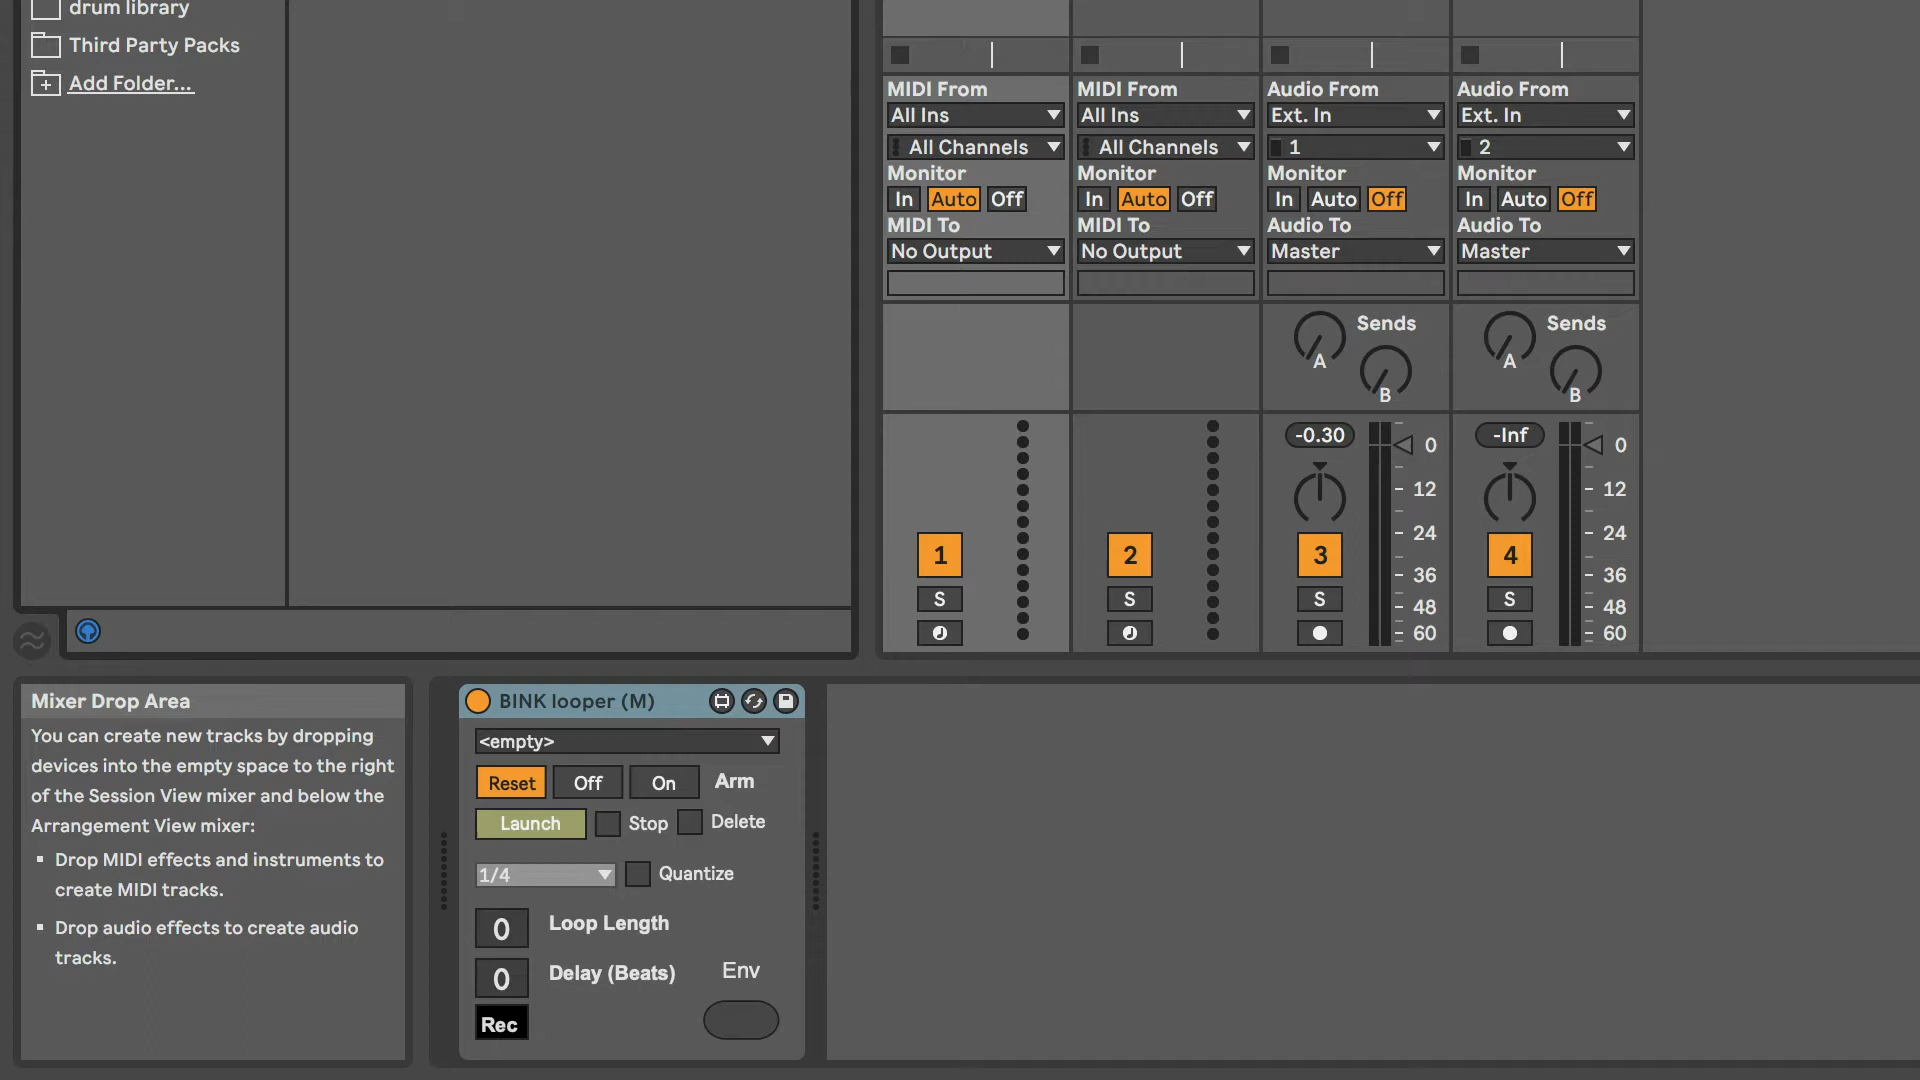 drum library
Third Party Packs
Add Folder...
MIDI From
All Ins
All Channels
Monitor
In Auto Off
MIDI To
No Output
1
S
MIDI From
All Ins
All Channels
Monitor
In Auto Off
MIDI To
No Output
2
S
Audio From
Ext. In
1
Monitor
In Auto Off
Audio To
Master
Sends
A
B
-0.30
0
12
24
36
48
60
3
S
Audio From
Ext. In
2
Monitor
In Auto Off
Audio To
Master
Sends
A
B
-Inf
0
12
24
36
48
60
4
S
Mixer Drop Area
You can create new tracks by dropping
devices into the empty space to the right
of the Session View mixer and below the
Arrangement View mixer:
▪ Drop MIDI effects and instruments to
create MIDI tracks.
▪ Drop audio effects to create audio
tracks.
BINK looper (M)
<empty>
Reset Off On Arm
Launch Stop Delete
1/4 Quantize
0 Loop Length
0 Delay (Beats) Env
Rec